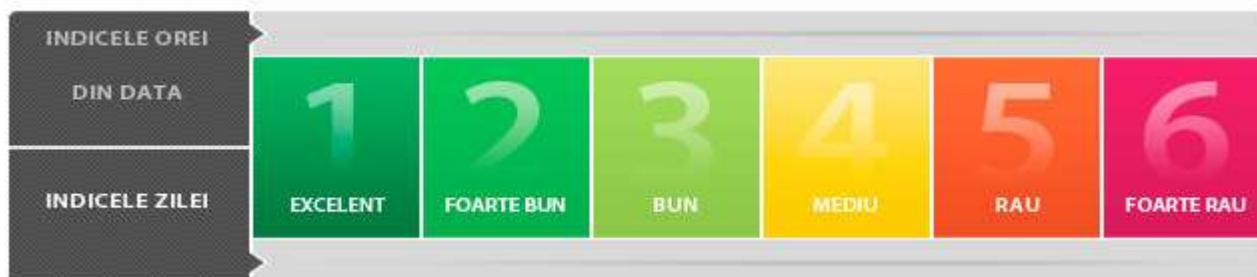 INDICELE OREI
DIN DATA
INDICELE ZILEI
1
EXCELENT
2
FOARTE BUN
3
BUN
4
MEDIU
5
RAU
6
FOARTE RAU